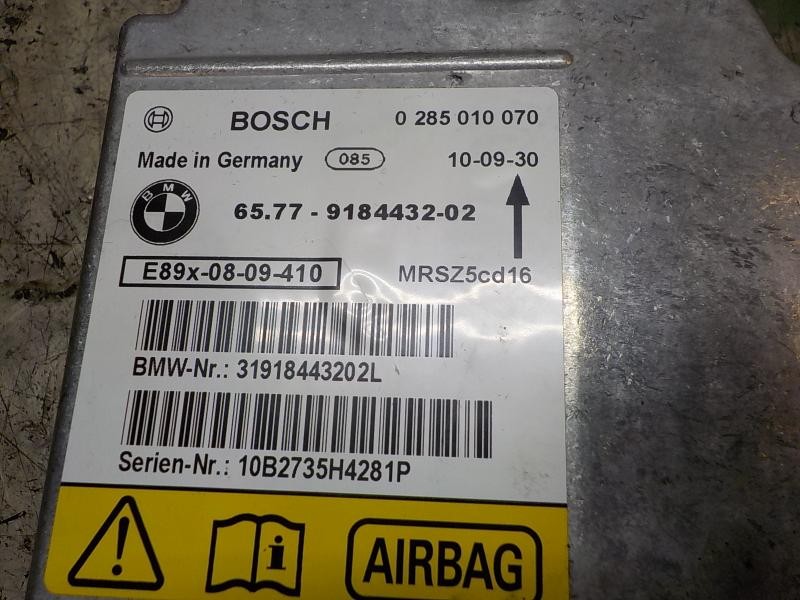 BOSCH 0 285 010 070
Made in Germany 085 10-09-30
BMW 65.77 - 9184432-02
E89x-08-09-410 MRSZ5cd16
BMW-Nr.: 31918443202L
Serien-Nr.: 10B2735H4281P
i AIRBAG